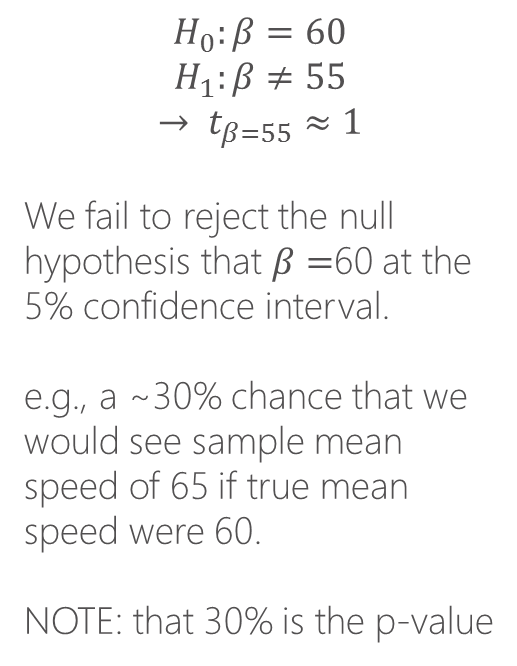 H₀: β = 60
H₁: β ≠ 55
→ t_β=55 ≈ 1
We fail to reject the null
hypothesis that β =60 at the
5% confidence interval.
e.g., a ~30% chance that we
would see sample mean
speed of 65 if true mean
speed were 60.
NOTE: that 30% is the p-value